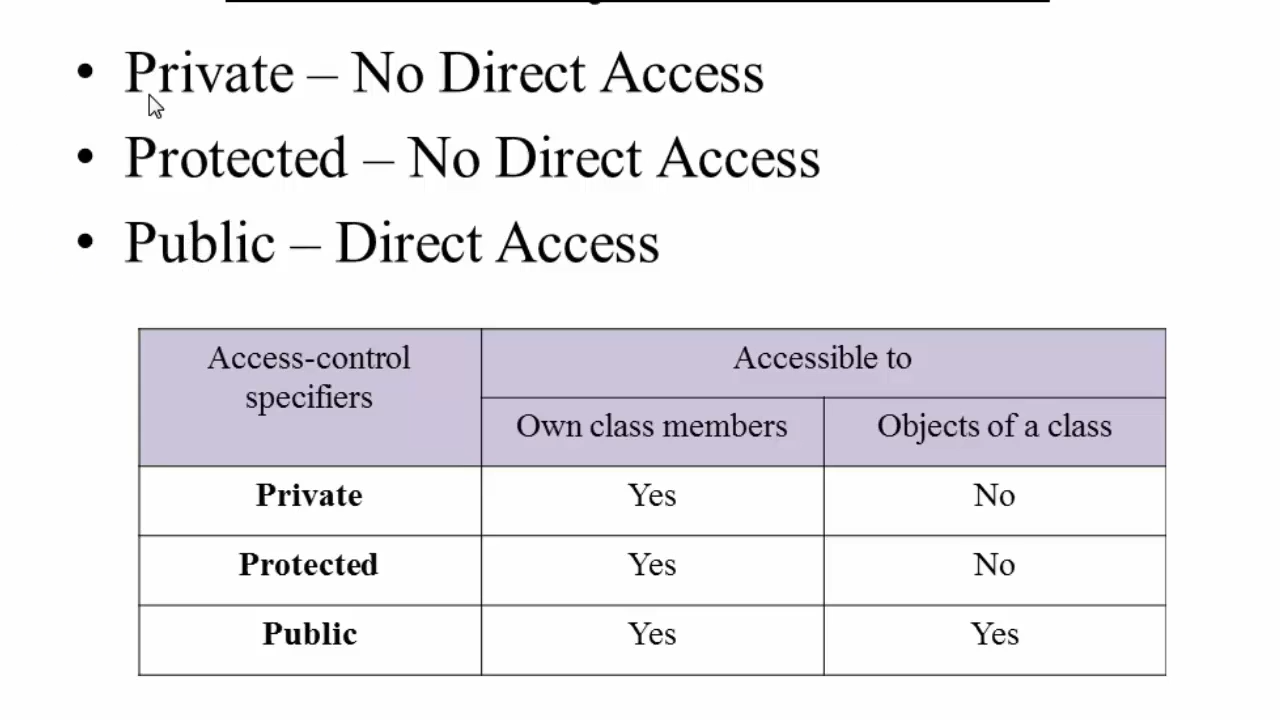 • Private – No Direct Access
• Protected – No Direct Access
• Public – Direct Access
Access-control
specifiers
Accessible to
Own class members
Objects of a class
Private Yes No
Protected Yes No
Public Yes Yes